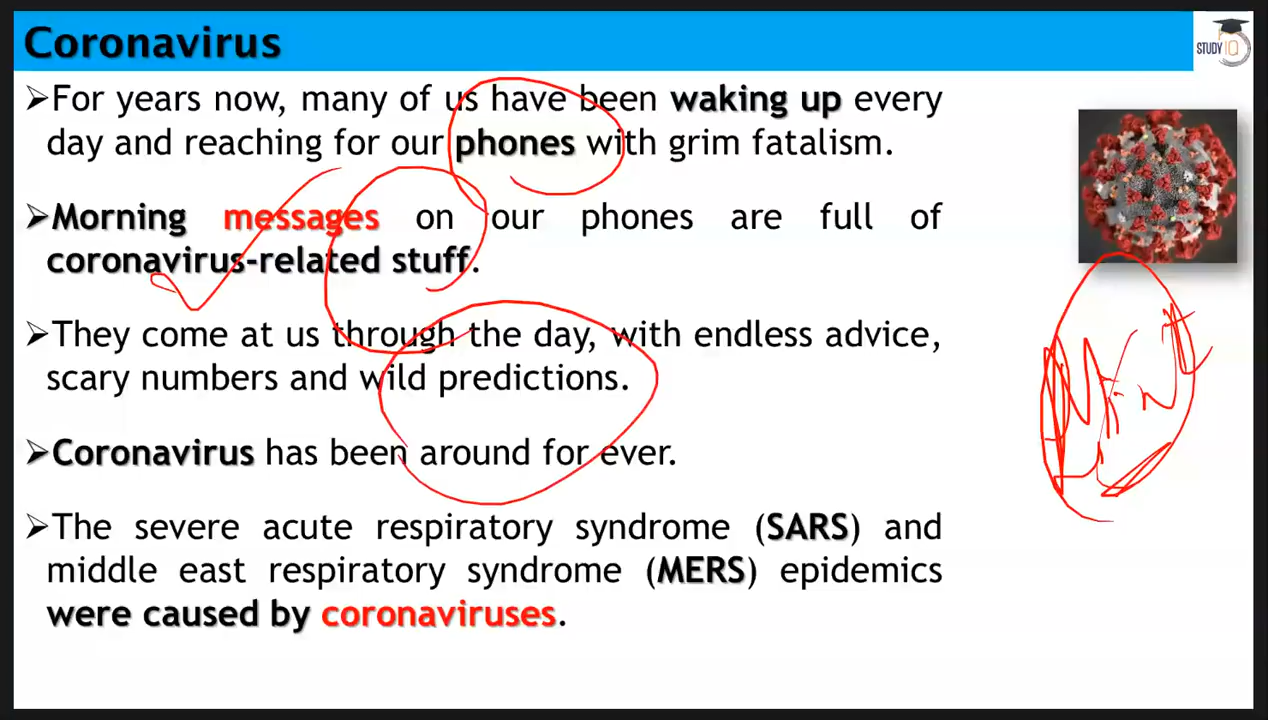 Coronavirus
STUDY IQ
➢For years now, many of us have been waking up every
day and reaching for our phones with grim fatalism.
➢Morning messages on our phones are full of
coronavirus-related stuff.
➢They come at us through the day, with endless advice,
scary numbers and wild predictions.
➢Coronavirus has been around for ever.
➢The severe acute respiratory syndrome (SARS) and
middle east respiratory syndrome (MERS) epidemics
were caused by coronaviruses.